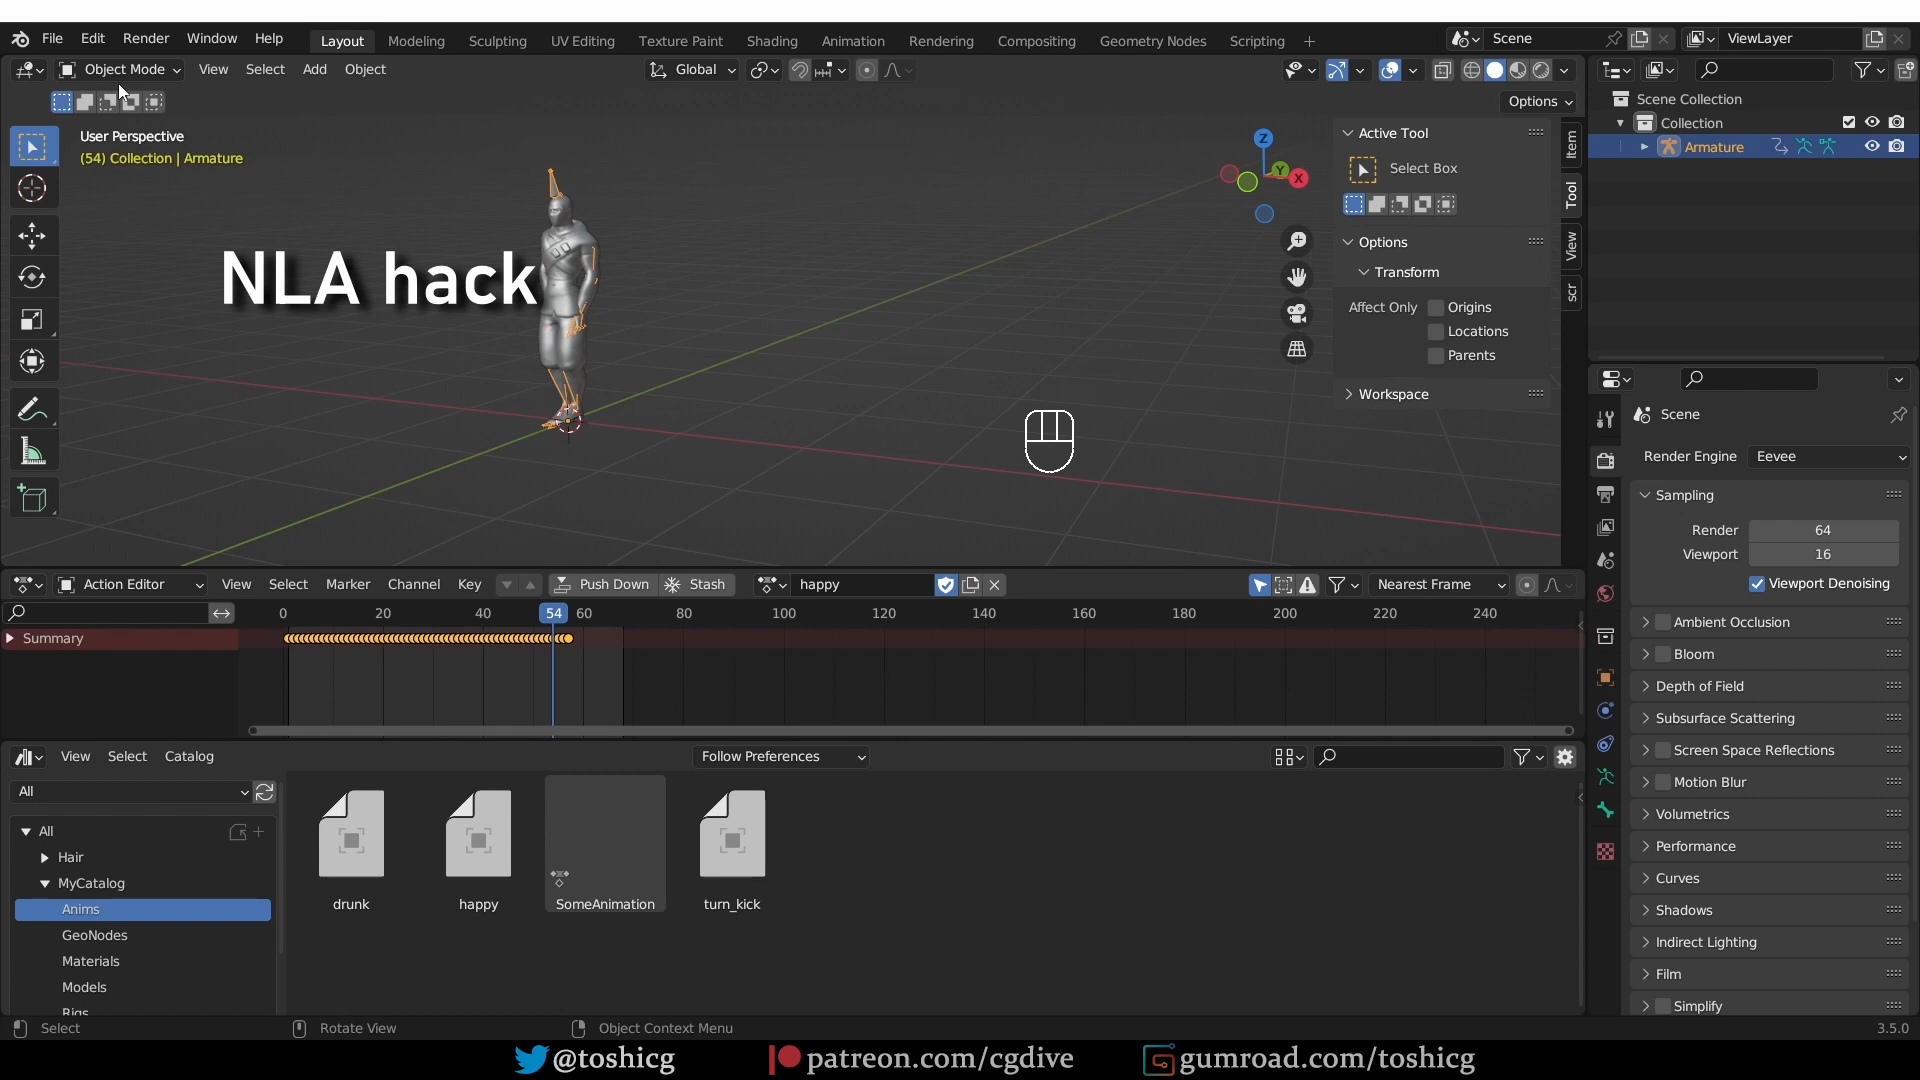 File Edit Render Window Help Layout Modeling Sculpting UV Editing Texture Paint Shading Animation Rendering Compositing Geometry Nodes Scripting + Scene ViewLayer
Object Mode View Select Add Object Global
Options
User Perspective
(54) Collection | Armature
NLA hack
Z
Y
X
Active Tool
Select Box
Options
Transform
Affect Only Origins
Locations
Parents
Workspace
Item
Tool
View
scr
Scene Collection
Collection
Armature
Scene
Render Engine Eevee
Sampling
Render 64
Viewport 16
Viewport Denoising
Ambient Occlusion
Bloom
Depth of Field
Subsurface Scattering
Screen Space Reflections
Motion Blur
Volumetrics
Performance
Curves
Shadows
Indirect Lighting
Film
Simplify
Action Editor View Select Marker Channel Key Push Down Stash happy Nearest Frame
0 20 40 54 60 80 100 120 140 160 180 200 220 240
Summary
View Select Catalog Follow Preferences
All
All
Hair
MyCatalog
Anims
GeoNodes
Materials
Models
Rigs
drunk happy SomeAnimation turn_kick
Select Rotate View Object Context Menu 3.5.0
@toshicg patreon.com/cgdive gumroad.com/toshicg